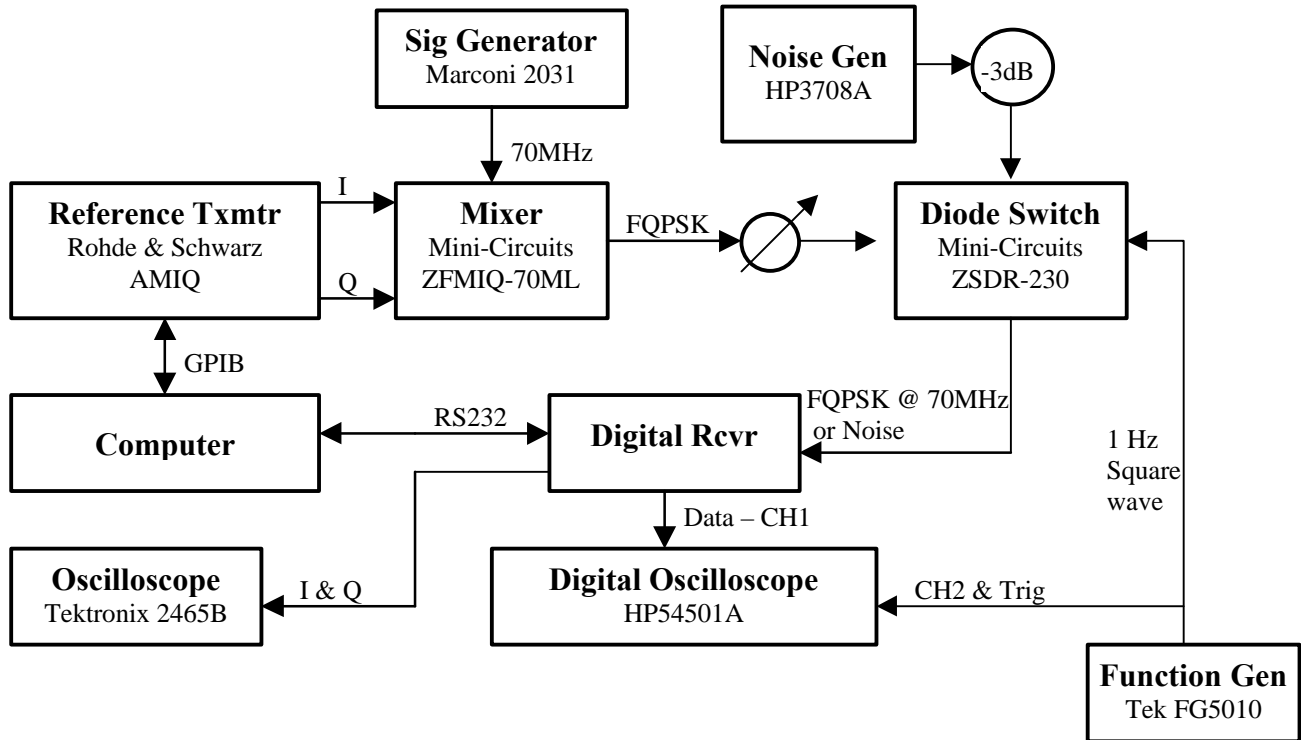 Sig Generator
Marconi 2031
Noise Gen
HP3708A
-3dB
70MHz
Reference Txmtr
Rohde & Schwarz
AMIQ
I
Q
Mixer
Mini-Circuits
ZFMIQ-70ML
FQPSK
Diode Switch
Mini-Circuits
ZSDR-230
GPIB
Computer
RS232
Digital Rcvr
FQPSK @ 70MHz
or Noise
1 Hz
Square
wave
Data – CH1
Oscilloscope
Tektronix 2465B
I & Q
Digital Oscilloscope
HP54501A
CH2 & Trig
Function Gen
Tek FG5010